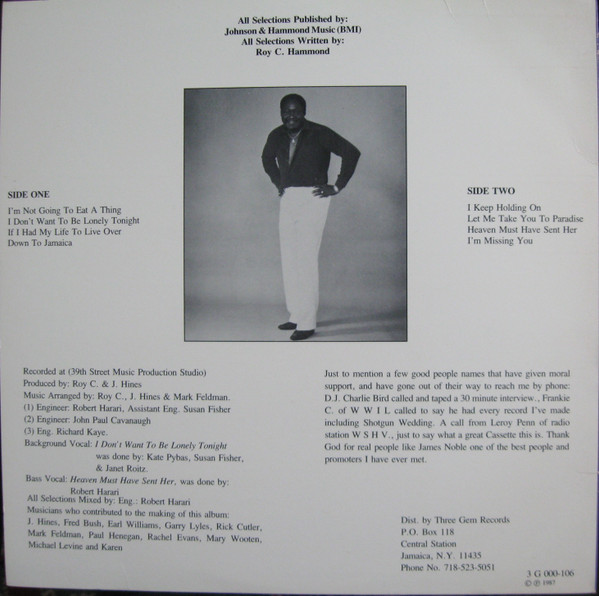 All Selections Published by:
Johnson & Hammond Music (BMI)
All Selections Written by:
Roy C. Hammond
SIDE ONE
I'm Not Going To Eat A Thing
I Don't Want To Be Lonely Tonight
If I Had My Life To Live Over
Down To Jamaica
SIDE TWO
I Keep Holding On
Let Me Take You To Paradise
Heaven Must Have Sent Her
I'm Missing You
Recorded at (39th Street Music Production Studio)
Produced by: Roy C. & J. Hines
Music Arranged by: Roy C., J. Hines & Mark Feldman.
(1) Engineer: Robert Harari, Assistant Eng. Susan Fisher
(2) Engineer: John Paul Cavanaugh
(3) Eng. Richard Kaye.
Background Vocal: I Don't Want To Be Lonely Tonight
was done by: Kate Pybas, Susan Fisher,
& Janet Roitz.
Bass Vocal: Heaven Must Have Sent Her, was done by:
Robert Harari
All Selections Mixed by: Eng.: Robert Harari
Musicians who contributed to the making of this album:
J. Hines, Fred Bush, Earl Williams, Garry Lyles, Rick Cutler,
Mark Feldman, Paul Henegan, Rachel Evans, Mary Wooten,
Michael Levine and Karen
Just to mention a few good people names that have given moral
support, and have gone out of their way to reach me by phone:
D.J. Charlie Bird called and taped a 30 minute interview., Frankie
C. of W W I L called to say he had every record I've made
including Shotgun Wedding. A call from Leroy Penn of radio
station W S H V., just to say what a great Cassette this is. Thank
God for real people like James Noble one of the best people and
promoters I have ever met.
Dist. by Three Gem Records
P.O. Box 118
Central Station
Jamaica, N.Y. 11435
Phone No. 718-523-5051
3 G 000-106
© ℗ 1987